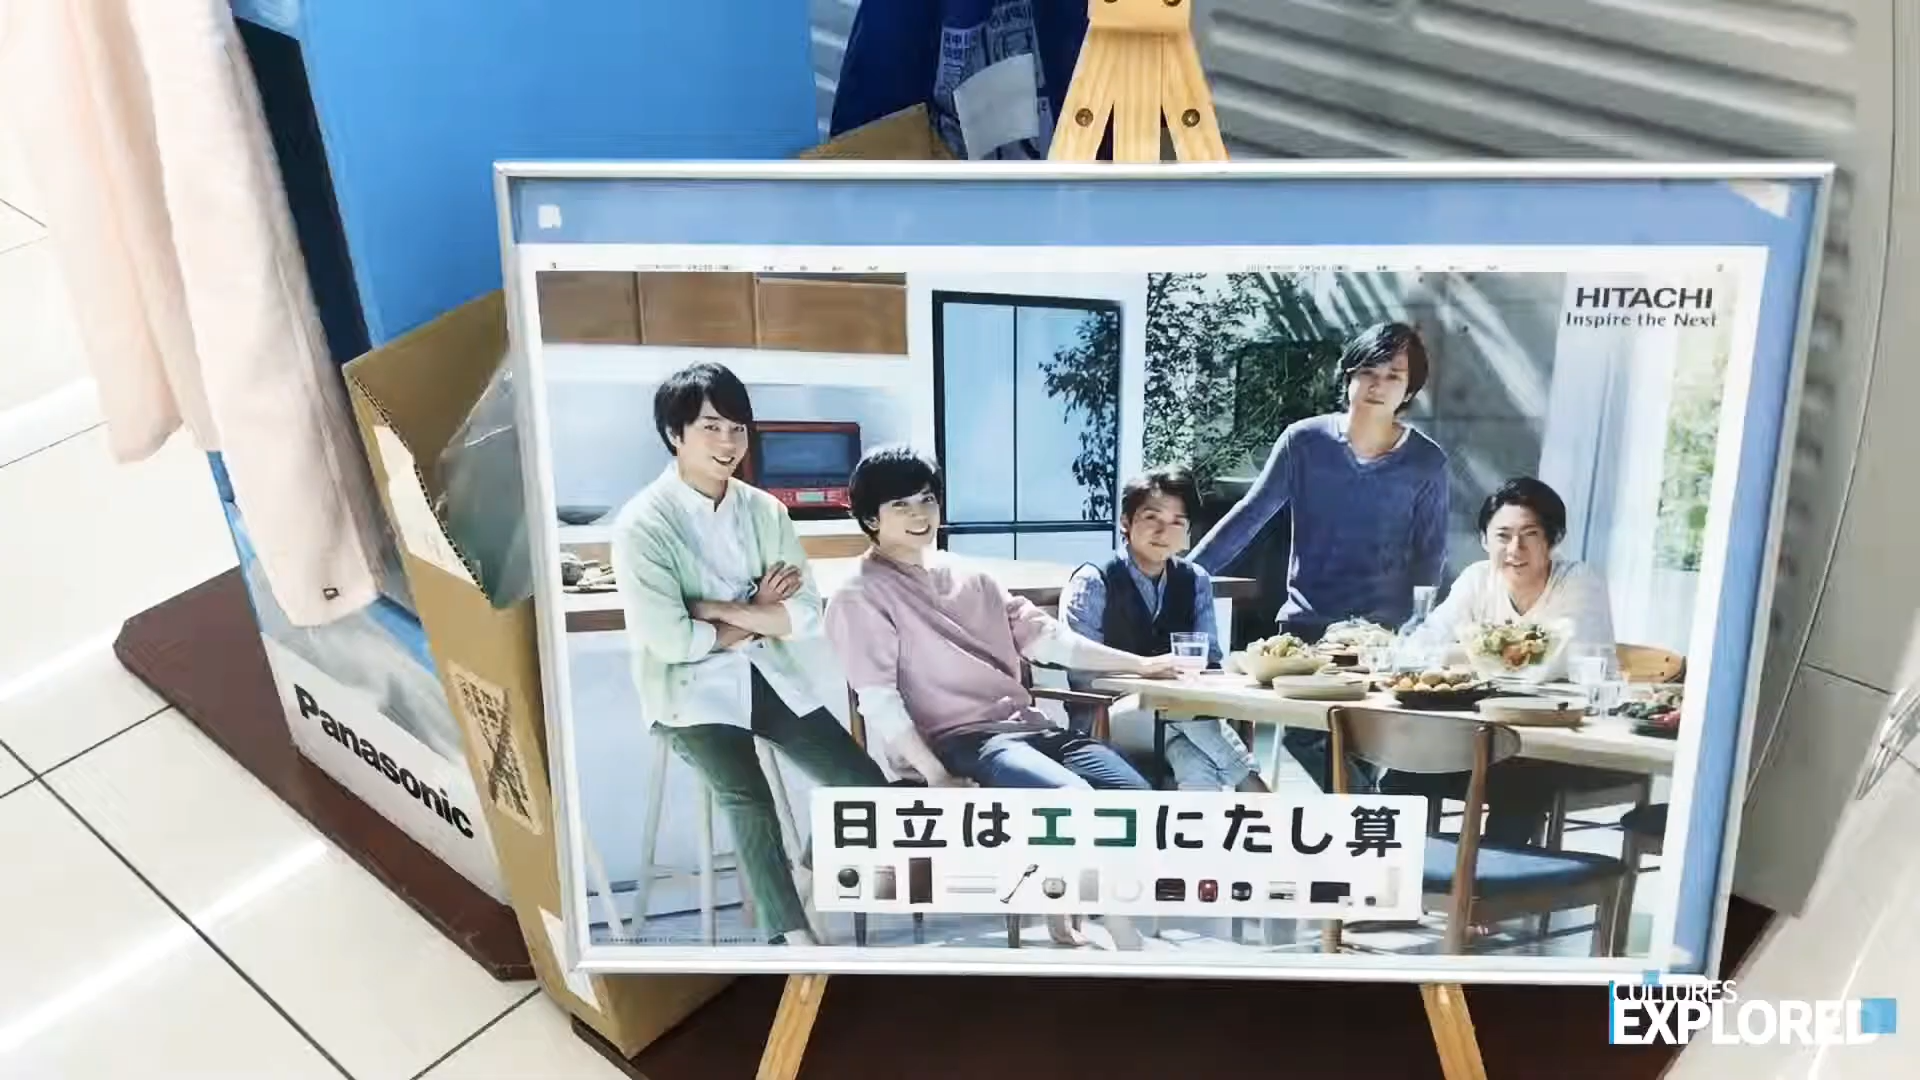 HITACHI
Inspire the Next
Panasonic
日立はエコにたし算
CULTURES
EXPLORED